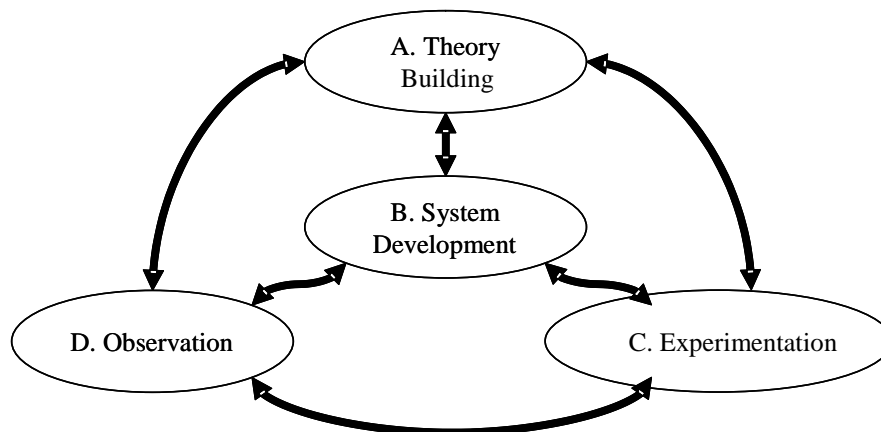 A. Theory
Building
B. System
Development
D. Observation
C. Experimentation